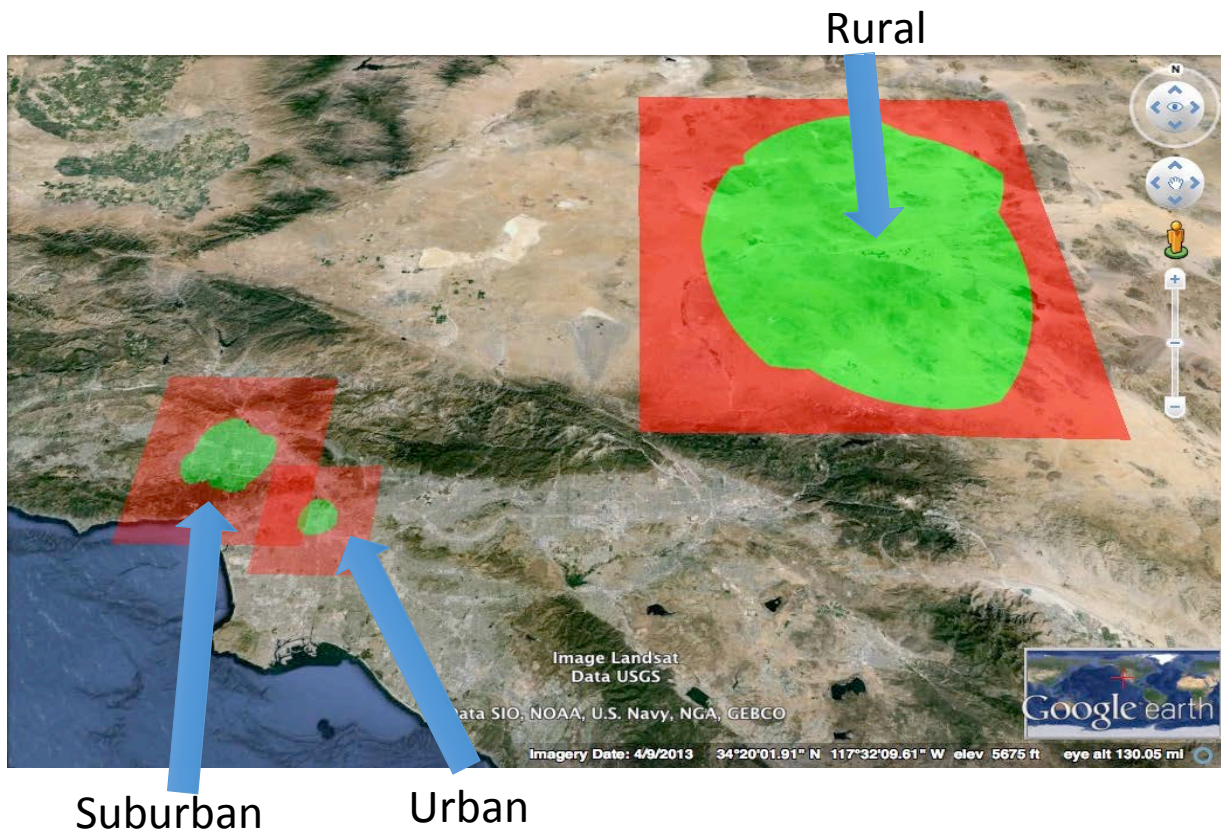 Rural
N
Image Landsat
Data USGS
Data SIO, NOAA, U.S. Navy, NGA, GEBCO
Google earth
Imagery Date: 4/9/2013 34°20'01.91" N 117°32'09.61" W elev 5675 ft eye alt 130.05 mi
Suburban
Urban